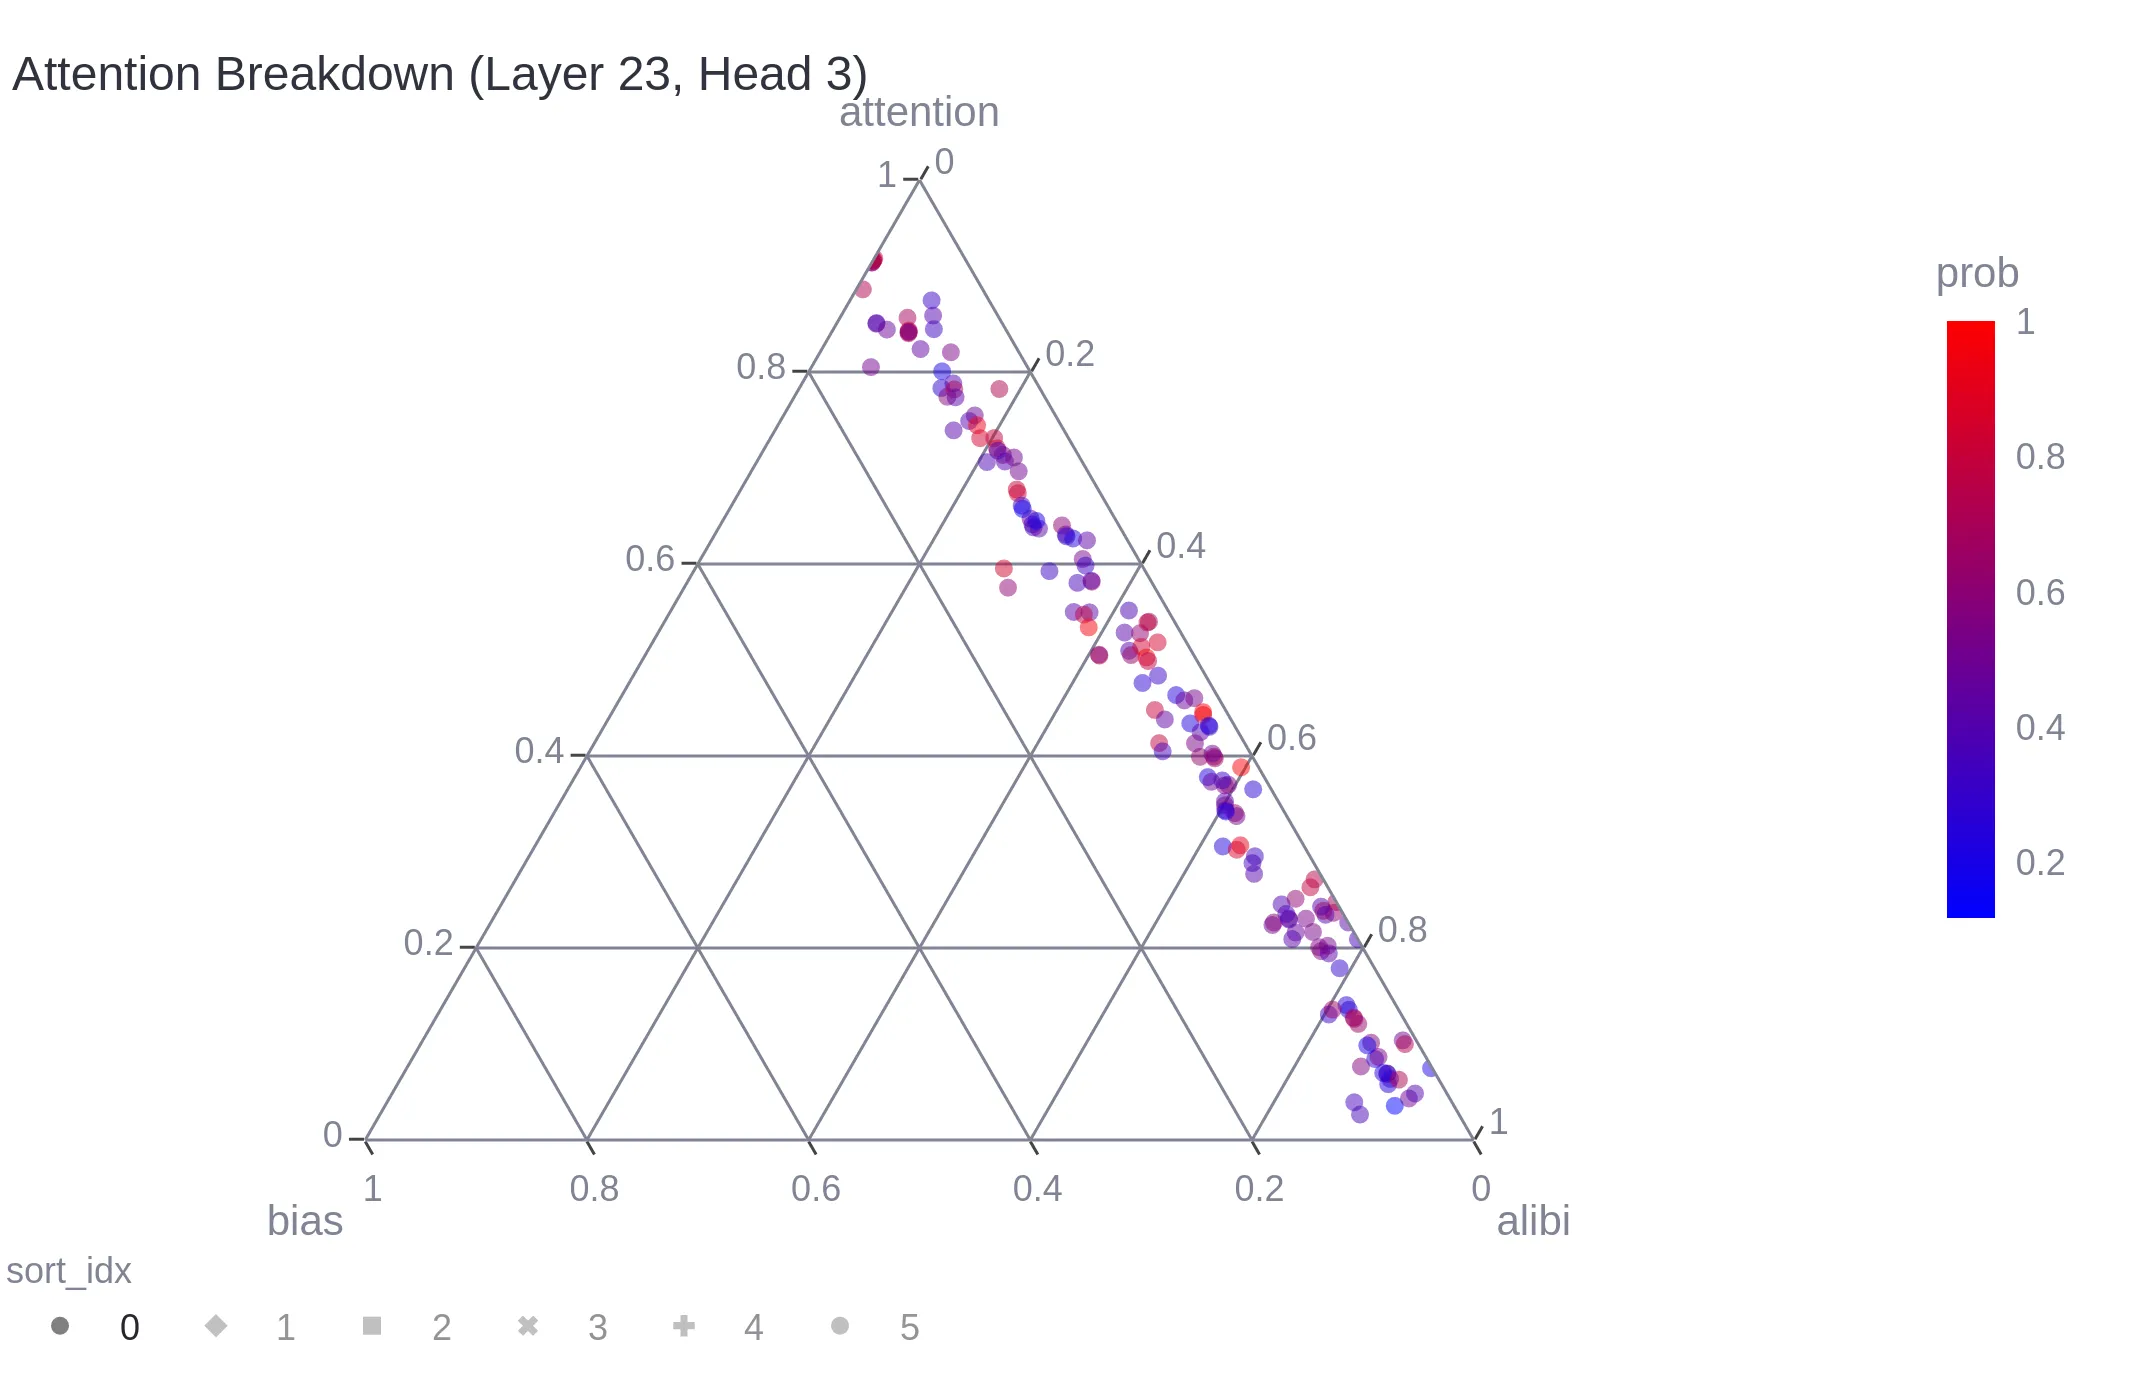 Attention Breakdown (Layer 23, Head 3)
attention
1 0
prob
1
0.8 0.2
0.8
0.6 0.4
0.6
0.4 0.6
0.4
0.2 0.8
0.2
0 1
1 0.8 0.6 0.4 0.2 0
bias alibi
sort_idx
0 1 2 3 4 5